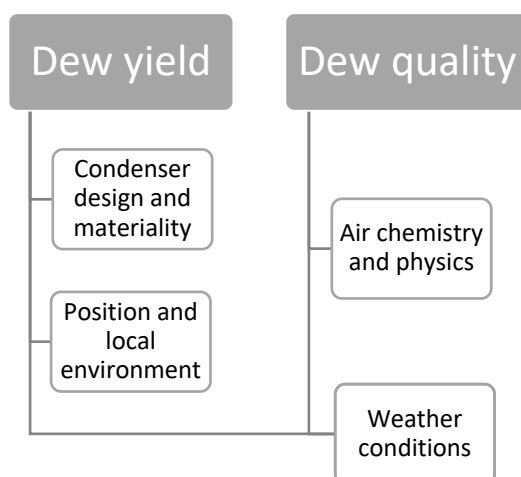 Dew yield
Dew quality
Condenser
design and
materiality
Air chemistry
and physics
Position and
local
environment
Weather
conditions